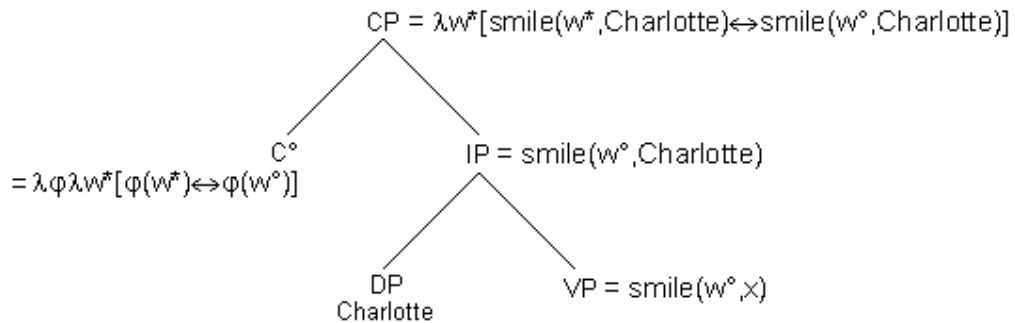 CP = λw*[smile(w*,Charlotte)↔smile(w°,Charlotte)]
C°
IP = smile(w°,Charlotte)
= λφλw*[φ(w*)↔φ(w°)]
DP
VP = smile(w°,x)
Charlotte